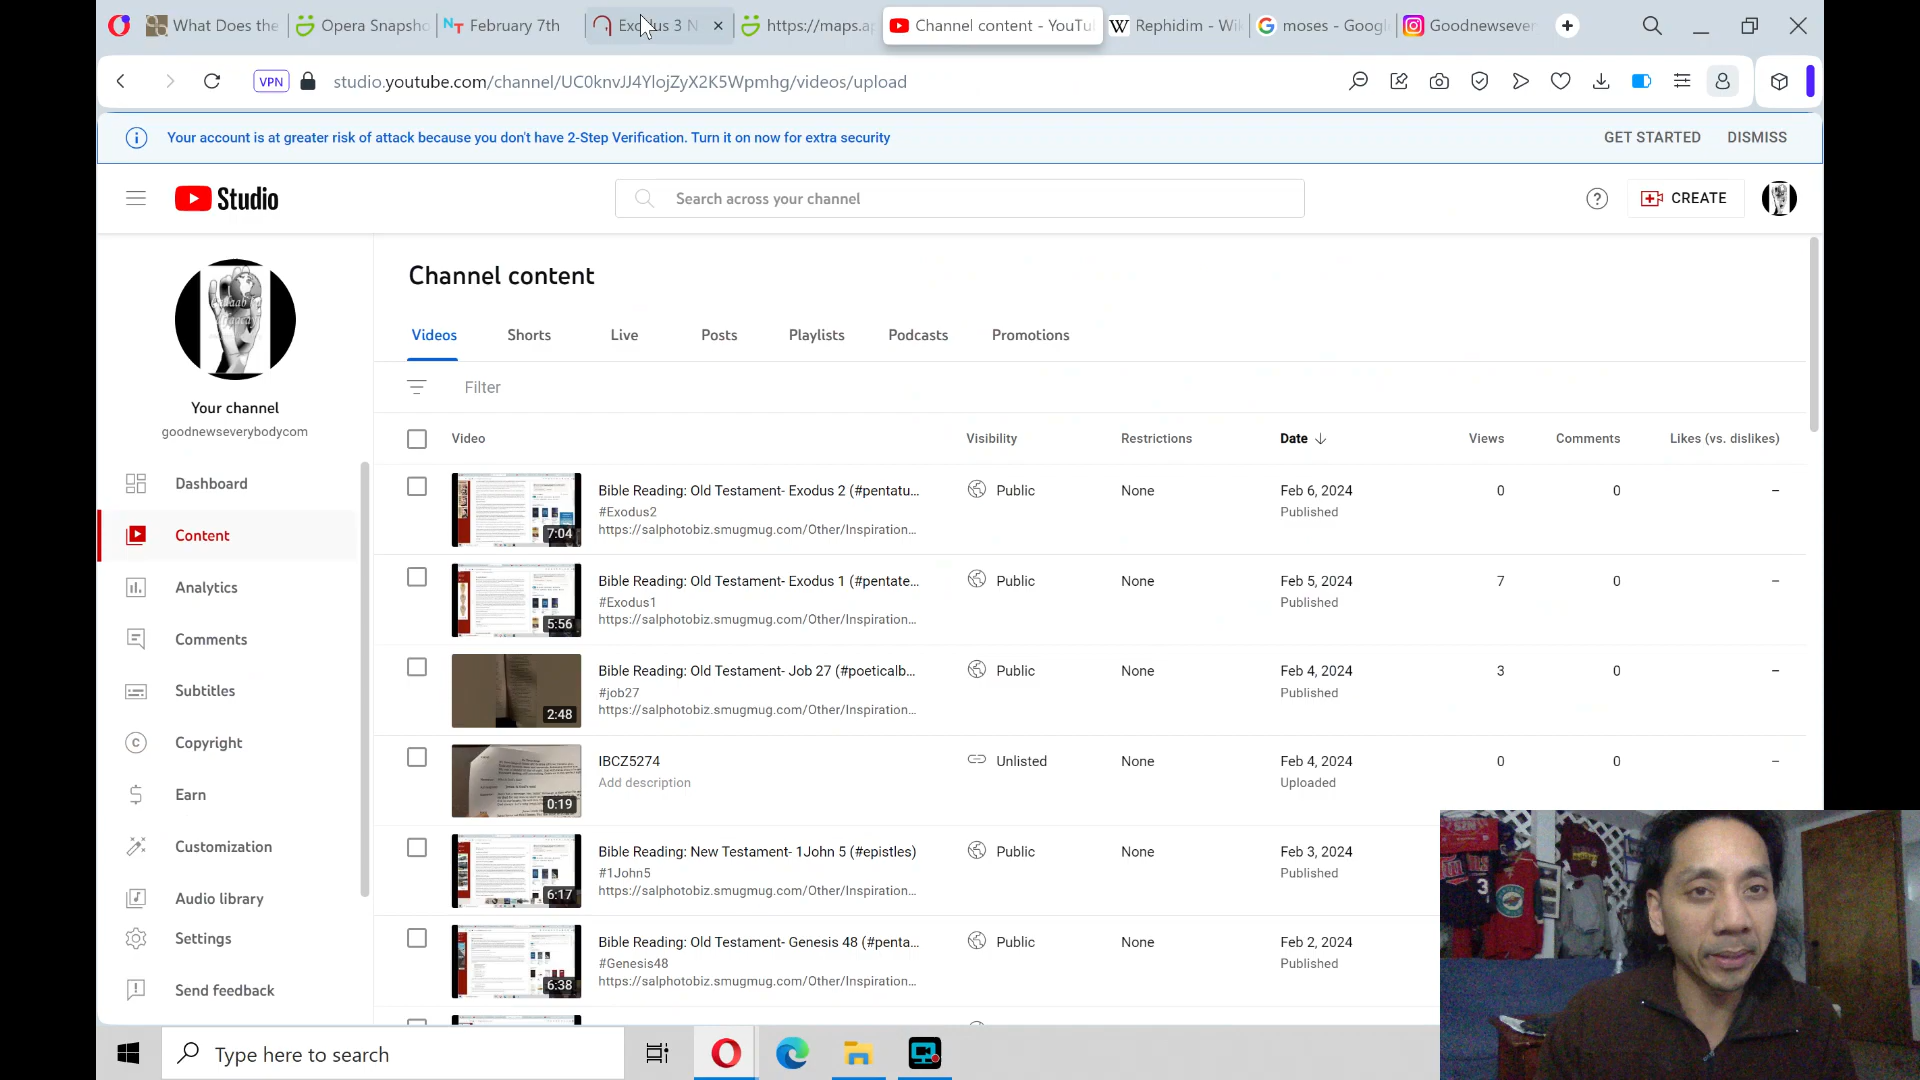 What Does the
Opera Snapsho
February 7th
Exodus 3 N
https://maps.ap
Channel content - YouTu
Rephidim - Wik
moses - Googl
Goodnewsever
VPN
studio.youtube.com/channel/UC0knvJJ4YlojZyX2K5Wpmhg/videos/upload
Your account is at greater risk of attack because you don't have 2-Step Verification. Turn it on now for extra security
GET STARTED
DISMISS
Studio
Search across your channel
CREATE
Your channel
goodnewseverybodycom
Dashboard
Content
Analytics
Comments
Subtitles
Copyright
Earn
Customization
Audio library
Settings
Send feedback
Channel content
Videos Shorts Live Posts Playlists Podcasts Promotions
Filter
Video Visibility Restrictions Date Views Comments Likes (vs. dislikes)
7:04
Bible Reading: Old Testament- Exodus 2 (#pentatu... Public None Feb 6, 2024 0 0 –
#Exodus2 Published
https://salphotobiz.smugmug.com/Other/Inspiration...
5:56
Bible Reading: Old Testament- Exodus 1 (#pentate... Public None Feb 5, 2024 7 0 –
#Exodus1 Published
https://salphotobiz.smugmug.com/Other/Inspiration...
2:48
Bible Reading: Old Testament- Job 27 (#poeticalb... Public None Feb 4, 2024 3 0 –
#job27 Published
https://salphotobiz.smugmug.com/Other/Inspiration...
0:19
IBCZ5274 Unlisted None Feb 4, 2024 0 0 –
Add description Uploaded
6:17
Bible Reading: New Testament- 1John 5 (#epistles) Public None Feb 3, 2024
#1John5 Published
https://salphotobiz.smugmug.com/Other/Inspiration...
6:38
Bible Reading: Old Testament- Genesis 48 (#penta... Public None Feb 2, 2024
#Genesis48 Published
https://salphotobiz.smugmug.com/Other/Inspiration...
Type here to search